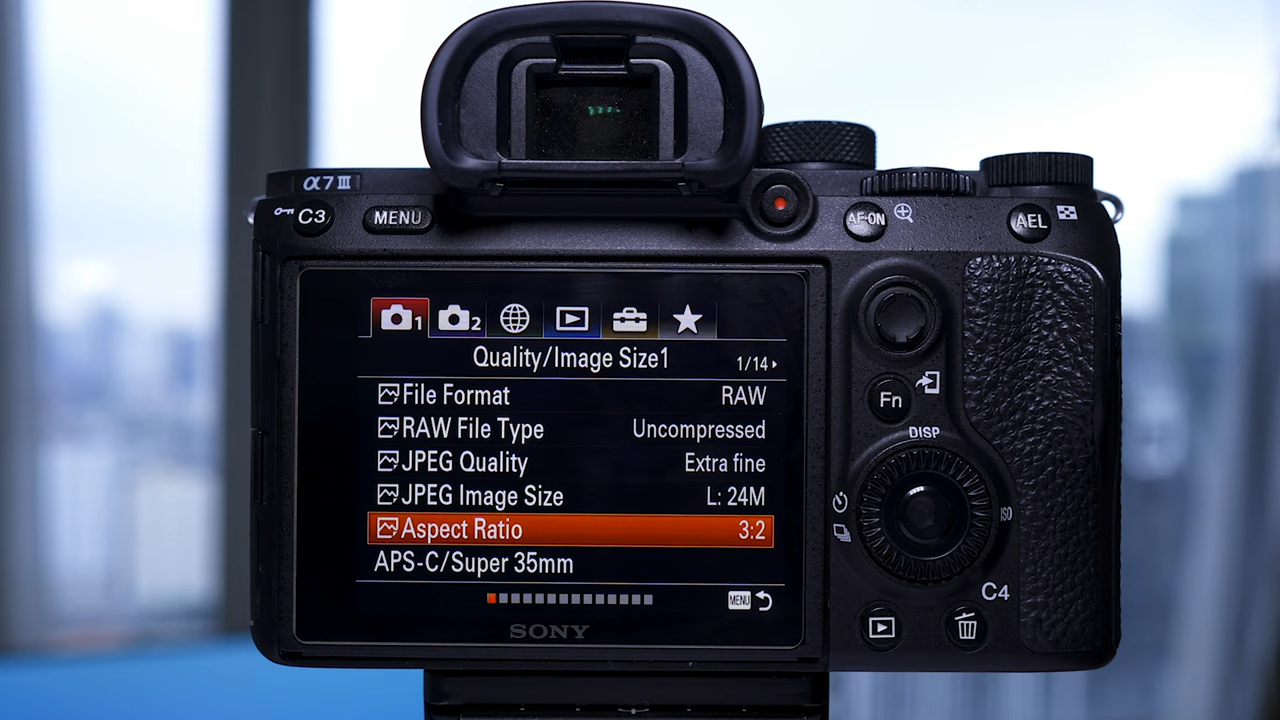 α7III
C3
MENU
AF-ON
AEL
1
2
Quality/Image Size1
1/14
File Format RAW
RAW File Type Uncompressed
JPEG Quality Extra fine
JPEG Image Size L: 24M
Aspect Ratio 3:2
APS-C/Super 35mm
MENU
SONY
Fn
DISP
ISO
C4